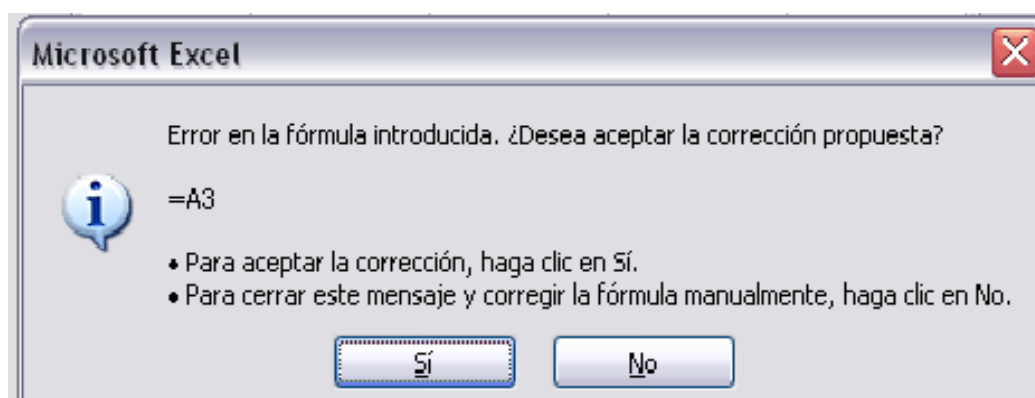 Microsoft Excel
Error en la fórmula introducida. ¿Desea aceptar la corrección propuesta?
=A3
• Para aceptar la corrección, haga clic en Sí.
• Para cerrar este mensaje y corregir la fórmula manualmente, haga clic en No.
Sí No